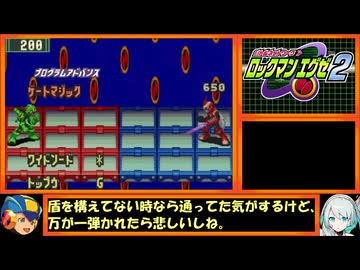 200
プログラムアドバンス
ゲートマジック
650
ワイドソード *
トップウ G
ロックマン エグゼ2
盾を構えてない時なら通ってた気がするけど、
万が一弾かれたら悲しいしね。